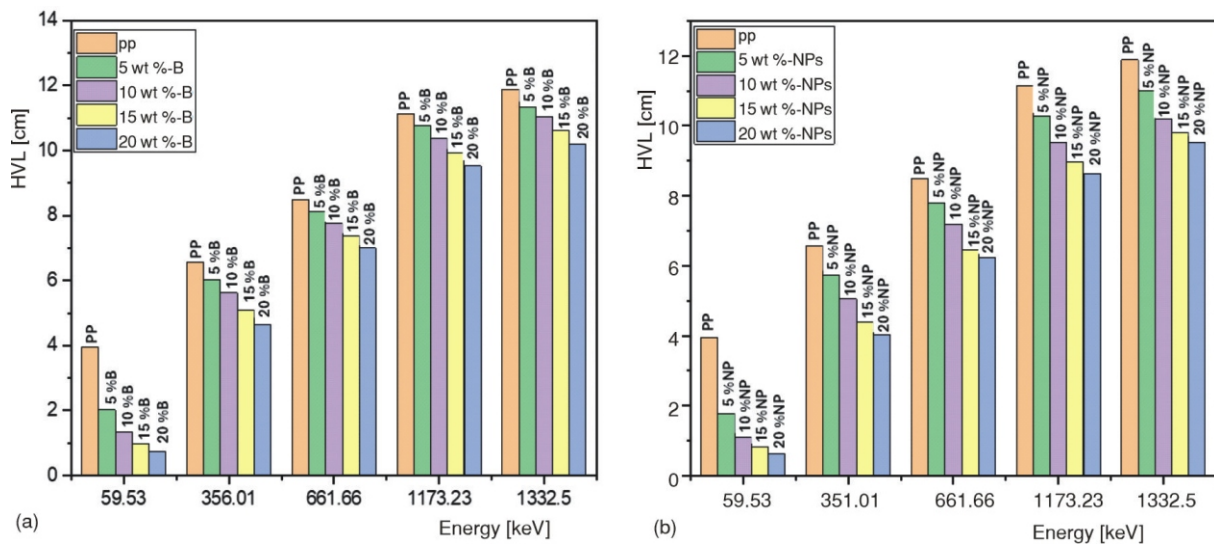 14
12
10
8
6
4
2
0
HVL [cm]
pp
5 wt %-B
10 wt %-B
15 wt %-B
20 wt %-B
PP
5 %B
10 %B
15 %B
20 %B
PP
5 %B
10 %B
15 %B
20 %B
PP
5 %B
10 %B
15 %B
20 %B
PP
5 %B
10 %B
15 %B
20 %B
PP
5 %B
10 %B
15 %B
20 %B
59.53
356.01
661.66
1173.23
1332.5
(a)
Energy [keV]
12
10
8
6
4
2
0
HVL [cm]
PP
5 wt %-NPs
10 wt %-NPs
15 wt %-NPs
20 wt %-NPs
PP
5 %NP
10 %NP
15 %NP
20 %NP
PP
5 %NP
10 %NP
15 %NP
20 %NP
PP
5 %NP
10 %NP
15 %NP
20 %NP
PP
5 %NP
10 %NP
15 %NP
20 %NP
PP
5 %NP
10 %NP
15 %NP
20 %NP
59.53
351.01
661.66
1173.23
1332.5
(b)
Energy [keV]